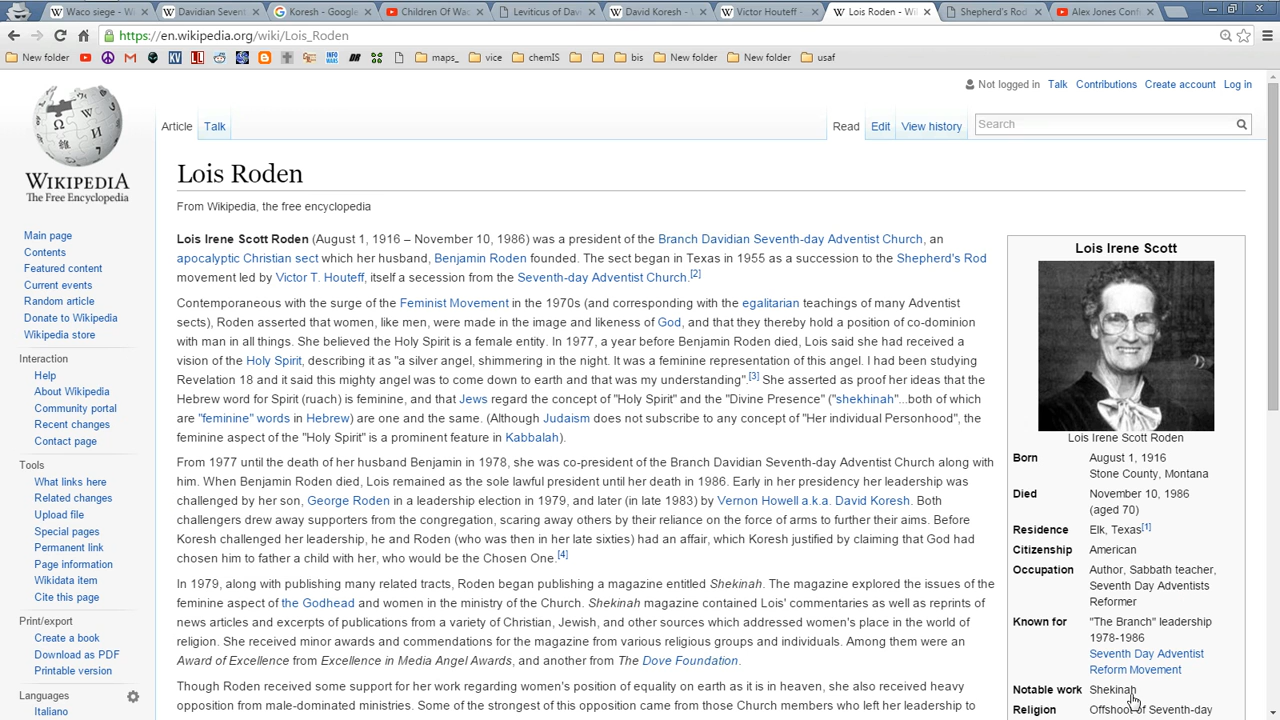 Waco siege - W
Davidian Sevent
Koresh - Google
Children Of Wac
Leviticus of Davi
David Koresh - 
Victor Houteff -
Lois Roden - Wi
Shepherd's Rod
Alex Jones Conf
https://en.wikipedia.org/wiki/Lois_Roden
New folder
maps_
vice
chemIS
bis
New folder
New folder
usaf
Not logged in Talk Contributions Create account Log in
Article Talk
Read Edit View history
Search
WIKIPEDIA
The Free Encyclopedia
Main page
Contents
Featured content
Current events
Random article
Donate to Wikipedia
Wikipedia store
Interaction
Help
About Wikipedia
Community portal
Recent changes
Contact page
Tools
What links here
Related changes
Upload file
Special pages
Permanent link
Page information
Wikidata item
Cite this page
Print/export
Create a book
Download as PDF
Printable version
Languages
Italiano
Lois Roden
From Wikipedia, the free encyclopedia
Lois Irene Scott Roden (August 1, 1916 – November 10, 1986) was a president of the Branch Davidian Seventh-day Adventist Church, an
apocalyptic Christian sect which her husband, Benjamin Roden founded. The sect began in Texas in 1955 as a succession to the Shepherd's Rod
movement led by Victor T. Houteff, itself a secession from the Seventh-day Adventist Church.[2]
Contemporaneous with the surge of the Feminist Movement in the 1970s (and corresponding with the egalitarian teachings of many Adventist
sects), Roden asserted that women, like men, were made in the image and likeness of God, and that they thereby hold a position of co-dominion
with man in all things. She believed the Holy Spirit is a female entity. In 1977, a year before Benjamin Roden died, Lois said she had received a
vision of the Holy Spirit, describing it as "a silver angel, shimmering in the night. It was a feminine representation of this angel. I had been studying
Revelation 18 and it said this mighty angel was to come down to earth and that was my understanding".[3] She asserted as proof her ideas that the
Hebrew word for Spirit (ruach) is feminine, and that Jews regard the concept of "Holy Spirit" and the "Divine Presence" ("shekhinah"...both of which
are "feminine" words in Hebrew) are one and the same. (Although Judaism does not subscribe to any concept of "Her individual Personhood", the
feminine aspect of the "Holy Spirit" is a prominent feature in Kabbalah).
From 1977 until the death of her husband Benjamin in 1978, she was co-president of the Branch Davidian Seventh-day Adventist Church along with
him. When Benjamin Roden died, Lois remained as the sole lawful president until her death in 1986. Early in her presidency her leadership was
challenged by her son, George Roden in a leadership election in 1979, and later (in late 1983) by Vernon Howell a.k.a. David Koresh. Both
challengers drew away supporters from the congregation, scaring away others by their reliance on the force of arms to further their aims. Before
Koresh challenged her leadership, he and Roden (who was then in her late sixties) had an affair, which Koresh justified by claiming that God had
chosen him to father a child with her, who would be the Chosen One.[4]
In 1979, along with publishing many related tracts, Roden began publishing a magazine entitled Shekinah. The magazine explored the issues of the
feminine aspect of the Godhead and women in the ministry of the Church. Shekinah magazine contained Lois' commentaries as well as reprints of
news articles and excerpts of publications from a variety of Christian, Jewish, and other sources which addressed women's place in the world of
religion. She received minor awards and commendations for the magazine from various religious groups and individuals. Among them were an
Award of Excellence from Excellence in Media Angel Awards, and another from The Dove Foundation.
Though Roden received some support for her work regarding women's position of equality on earth as it is in heaven, she also received heavy
opposition from male-dominated ministries. Some of the strongest of this opposition came from those Church members who left her leadership to
Lois Irene Scott
Lois Irene Scott Roden
Born August 1, 1916
Stone County, Montana
Died November 10, 1986
(aged 70)
Residence Elk, Texas[1]
Citizenship American
Occupation Author, Sabbath teacher,
Seventh Day Adventists
Reformer
Known for "The Branch" leadership
1978-1986
Seventh Day Adventist
Reform Movement
Notable work Shekinah
Religion Offshoot of Seventh-day